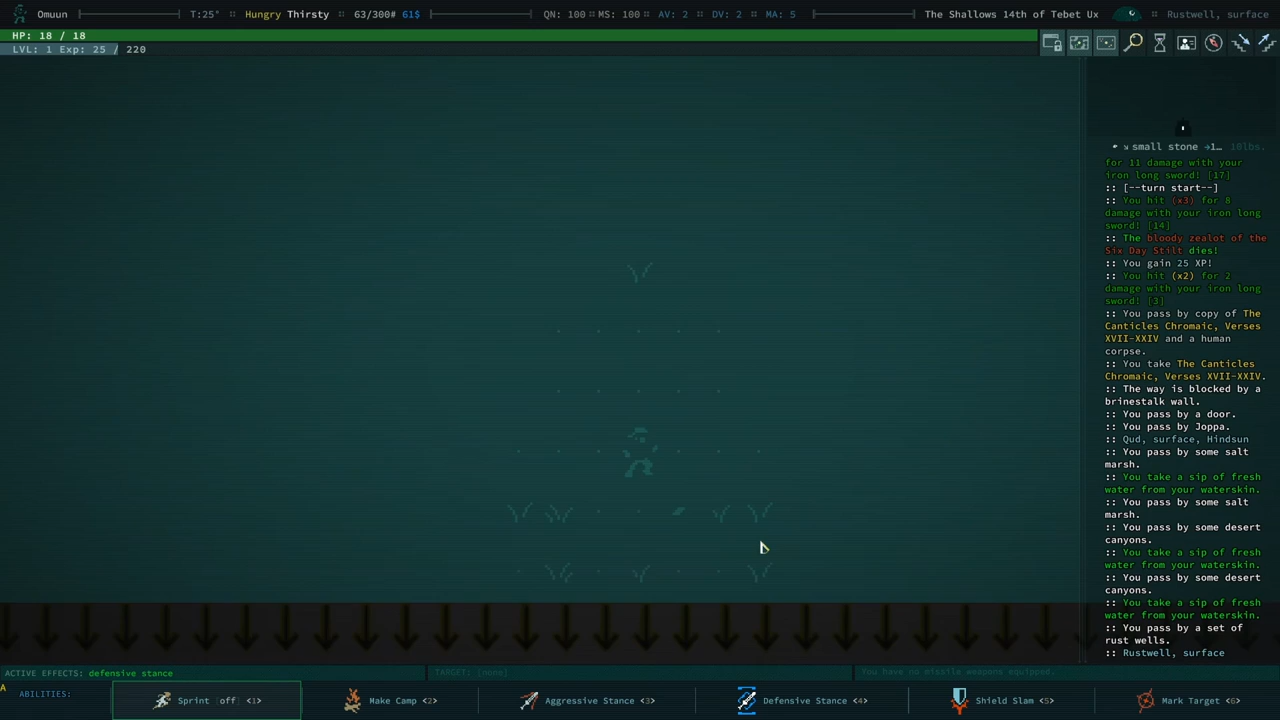 Omuun T:25° :: Hungry Thirsty :: 63/300# 61$ QN: 100 :: MS: 100 :: AV: 2 :: DV: 2 :: MA: 5 The Shallows 14th of Tebet Ux :: Rustwell, surface
HP: 18 / 18
LVL: 1 Exp: 25 / 220
small stone →1… 10lbs.
for 11 damage with your
iron long sword! [17]
:: [--turn start--]
:: You hit (x3) for 8
damage with your iron long
sword! [14]
:: The bloody zealot of the
Six Day Stilt dies!
:: You gain 25 XP!
:: You hit (x2) for 2
damage with your iron long
sword! [3]
:: You pass by copy of The
Canticles Chromaic, Verses
XVII-XXIV and a human
corpse.
:: You take The Canticles
Chromaic, Verses XVII-XXIV.
:: The way is blocked by a
brinestalk wall.
:: You pass by a door.
:: You pass by Joppa.
:: Qud, surface, Hindsun
:: You pass by some salt
marsh.
:: You take a sip of fresh
water from your waterskin.
:: You pass by some salt
marsh.
:: You pass by some desert
canyons.
:: You take a sip of fresh
water from your waterskin.
:: You pass by some desert
canyons.
:: You take a sip of fresh
water from your waterskin.
:: You pass by a set of
rust wells.
:: Rustwell, surface
ACTIVE EFFECTS: defensive stance TARGET: [none] You have no missile weapons equipped.
A ABILITIES: Sprint [off] <1> Make Camp <2> Aggressive Stance <3> Defensive Stance <4> Shield Slam <5> Mark Target <6>